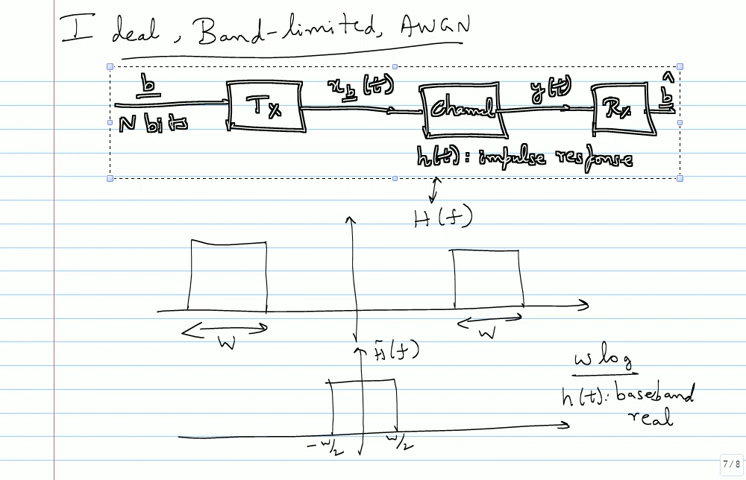 Ideal, Band-limited, AWGN
b Tx x_b(t) Channel y(t) Rx b̂
N bits
h(t): impulse response
H(f)
W W
H̃(f)
wlog
h(t): baseband
real
-W/2 W/2
7/8